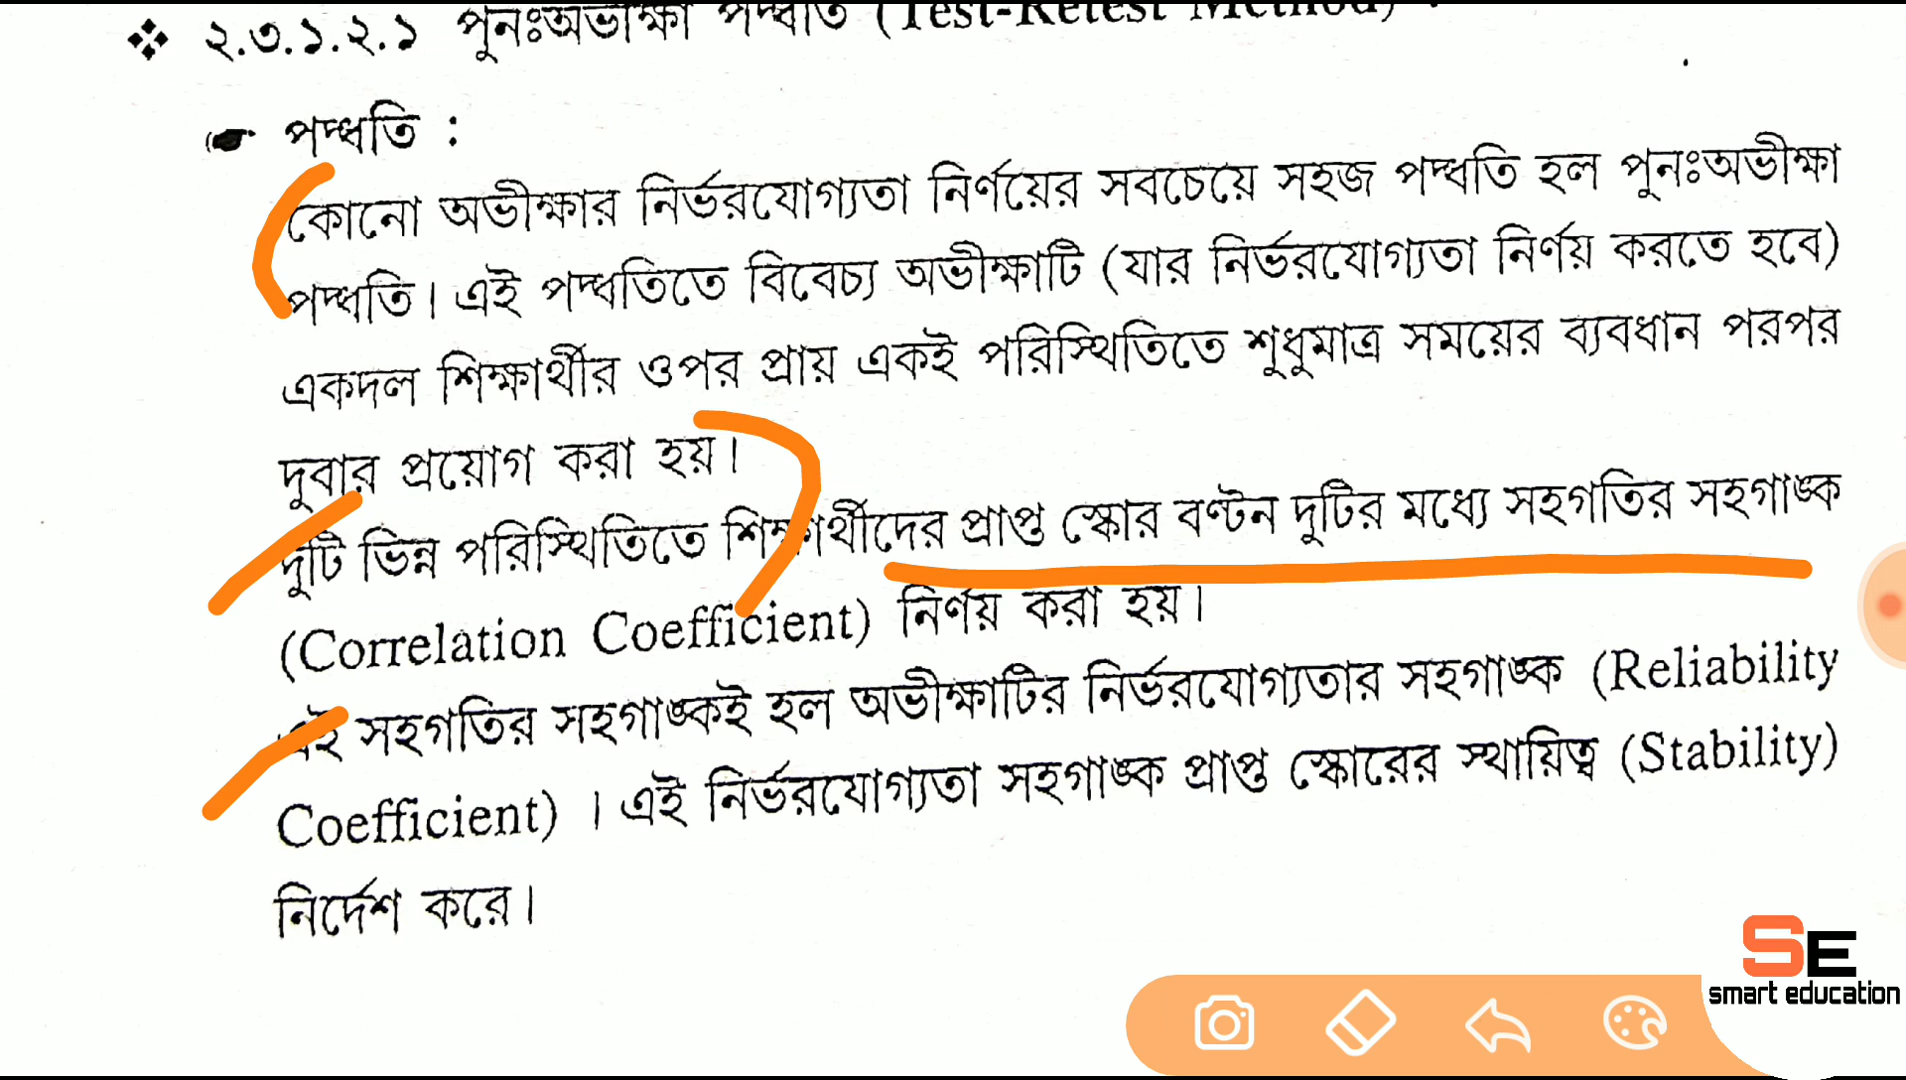 ❖ ২.৩.১.২.১ পুনঃঅভীক্ষা পদ্ধতি (Test-Retest Method) :
☛ পদ্ধতি :
কোনো অভীক্ষার নির্ভরযোগ্যতা নির্ণয়ের সবচেয়ে সহজ পদ্ধতি হল পুনঃঅভীক্ষা
পদ্ধতি। এই পদ্ধতিতে বিবেচ্য অভীক্ষাটি (যার নির্ভরযোগ্যতা নির্ণয় করতে হবে)
একদল শিক্ষার্থীর ওপর প্রায় একই পরিস্থিতিতে শুধুমাত্র সময়ের ব্যবধান পরপর
দুবার প্রয়োগ করা হয়।
দুটি ভিন্ন পরিস্থিতিতে শিক্ষার্থীদের প্রাপ্ত স্কোর বণ্টন দুটির মধ্যে সহগতির সহগাঙ্ক
(Correlation Coefficient) নির্ণয় করা হয়।
এই সহগতির সহগাঙ্কই হল অভীক্ষাটির নির্ভরযোগ্যতার সহগাঙ্ক (Reliability
Coefficient) । এই নির্ভরযোগ্যতা সহগাঙ্ক প্রাপ্ত স্কোরের স্থায়িত্ব (Stability)
নির্দেশ করে।
SE
smart education